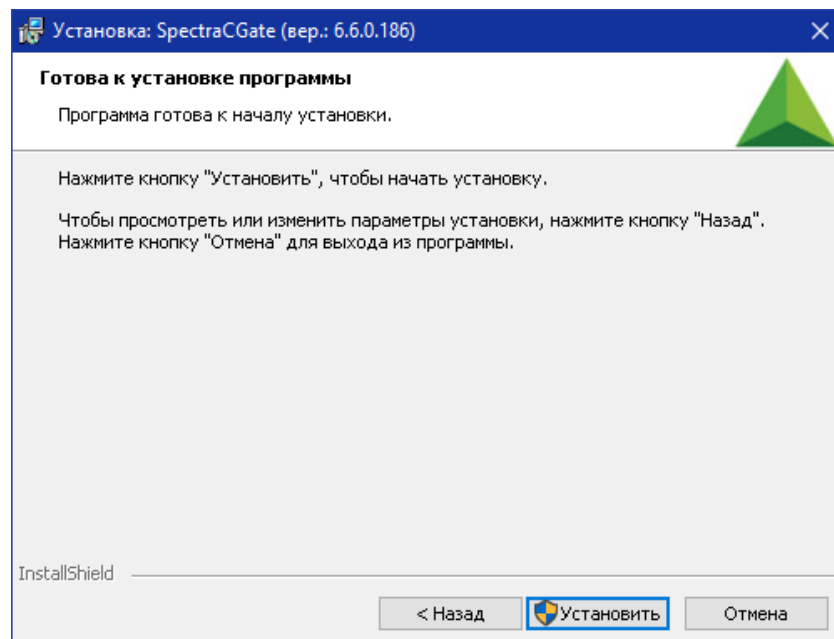 Установка: SpectraCGate (вер.: 6.6.0.186)
Готова к установке программы
Программа готова к началу установки.
Нажмите кнопку "Установить", чтобы начать установку.
Чтобы просмотреть или изменить параметры установки, нажмите кнопку "Назад".
Нажмите кнопку "Отмена" для выхода из программы.
InstallShield
< Назад
Установить
Отмена